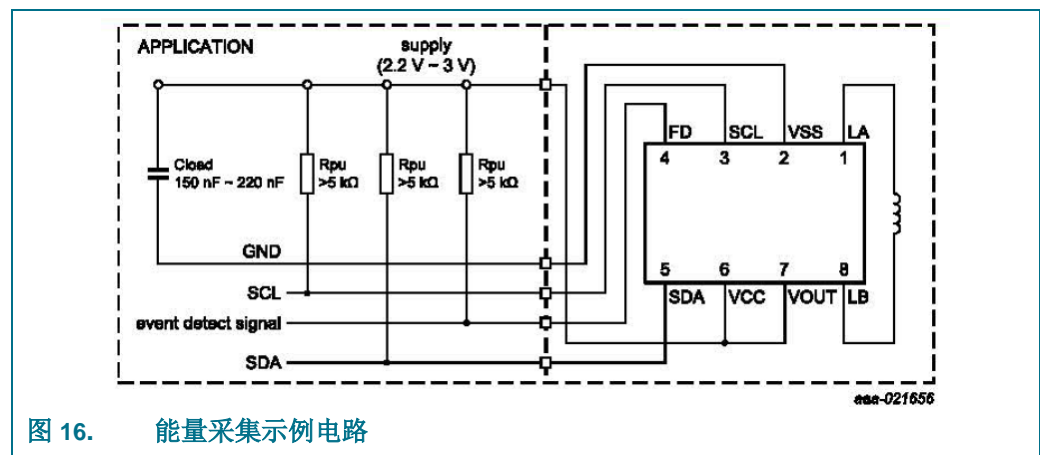 APPLICATION
supply
(2.2 V ~ 3 V)
Cload
150 nF ~ 220 nF
Rpu
>5 kΩ
Rpu
>5 kΩ
Rpu
>5 kΩ
GND
SCL
event detect signal
SDA
FD SCL VSS LA
4 3 2 1
5 6 7 8
SDA VCC VOUT LB
aaa-021656
图 16. 能量采集示例电路